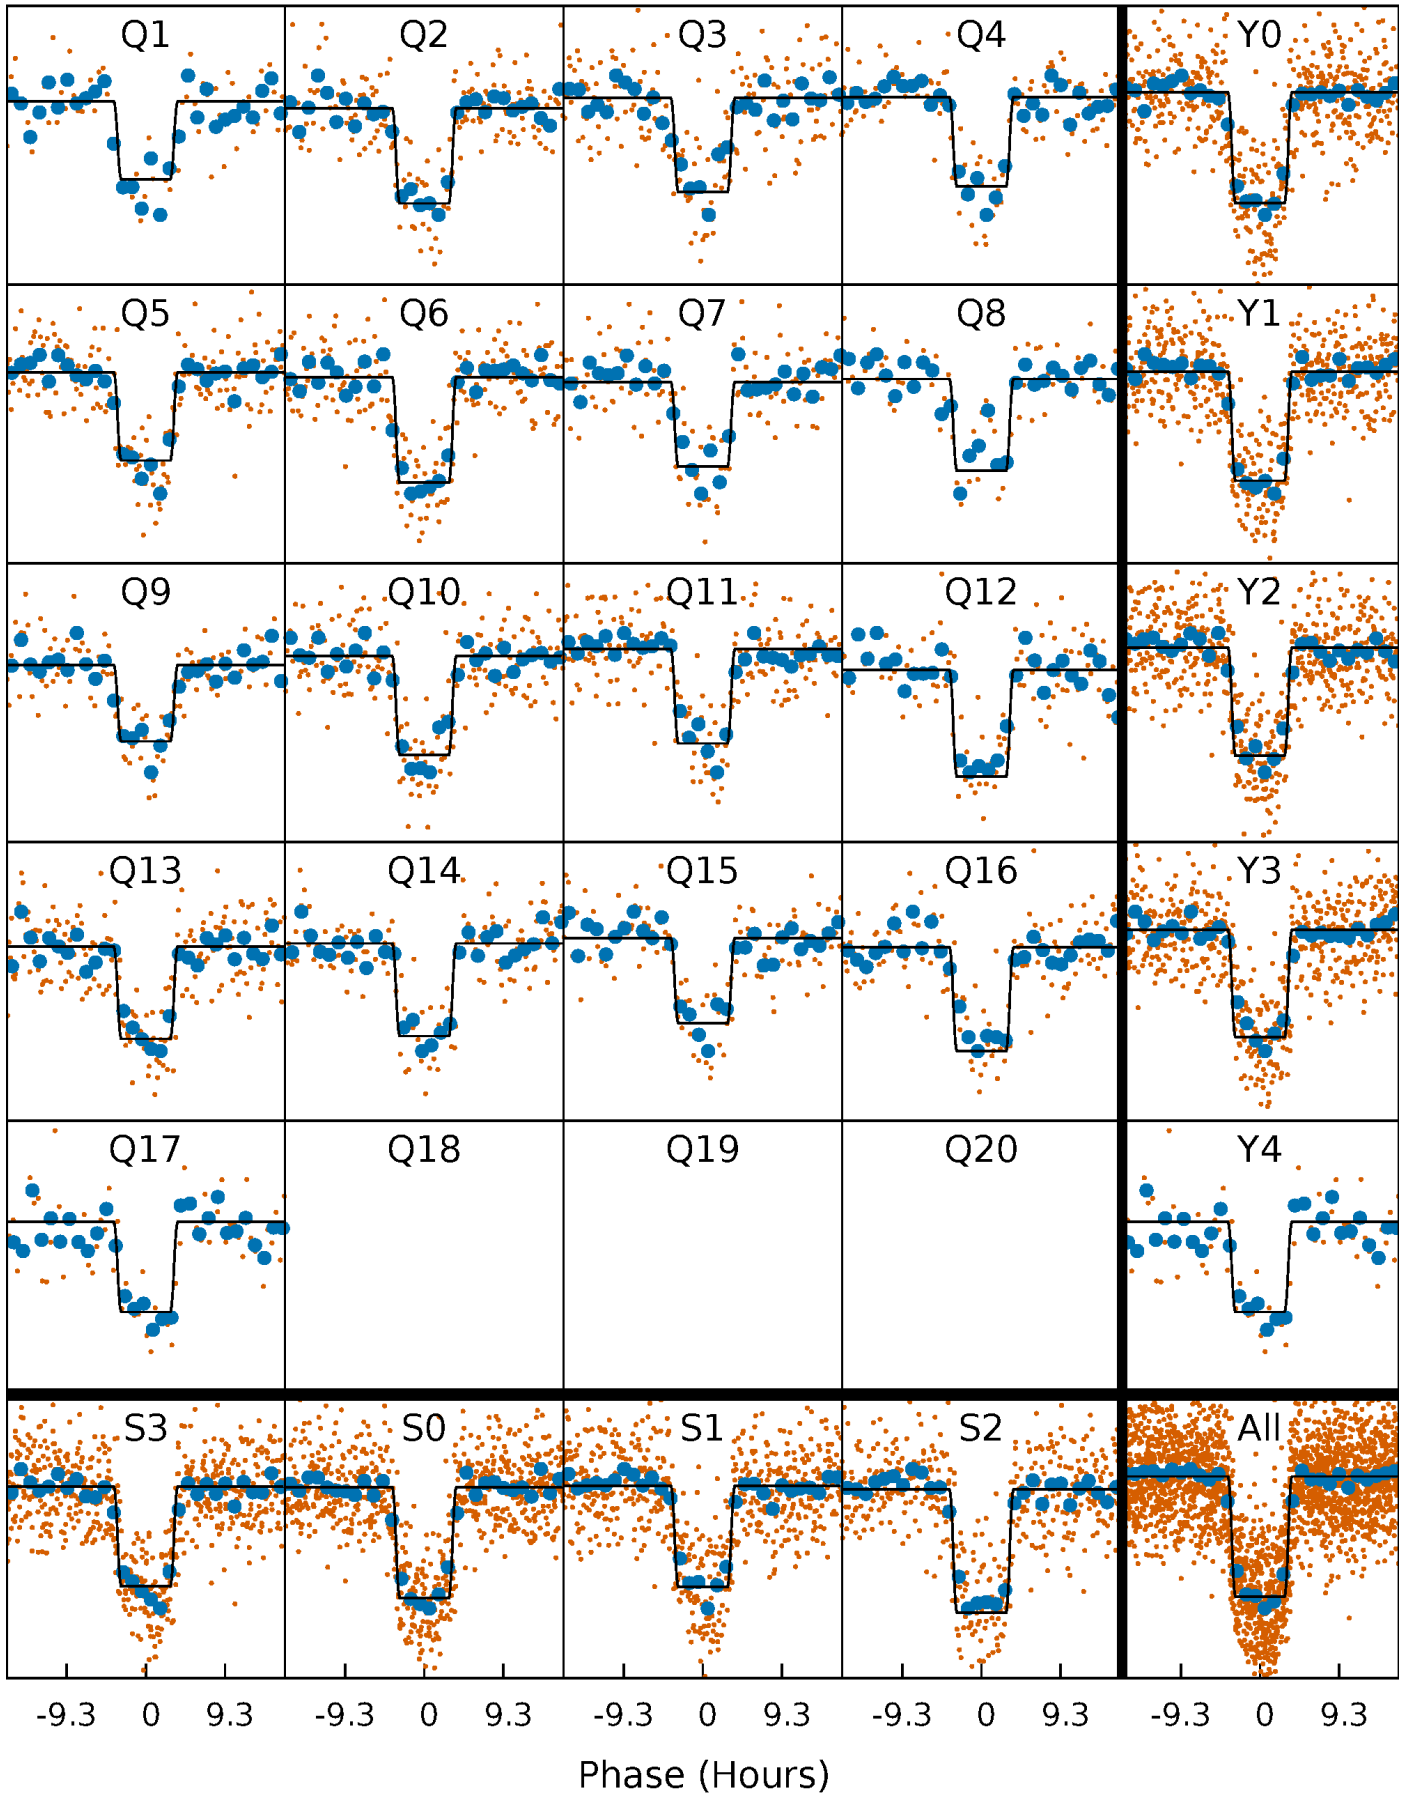 Q1 Q2 Q3 Q4 Y0
Q5 Q6 Q7 Q8 Y1
Q9 Q10 Q11 Q12 Y2
Q13 Q14 Q15 Q16 Y3
Q17 Q18 Q19 Q20 Y4
S3 S0 S1 S2 All
-9.3 0 9.3 -9.3 0 9.3 -9.3 0 9.3 -9.3 0 9.3 -9.3 0 9.3
Phase (Hours)